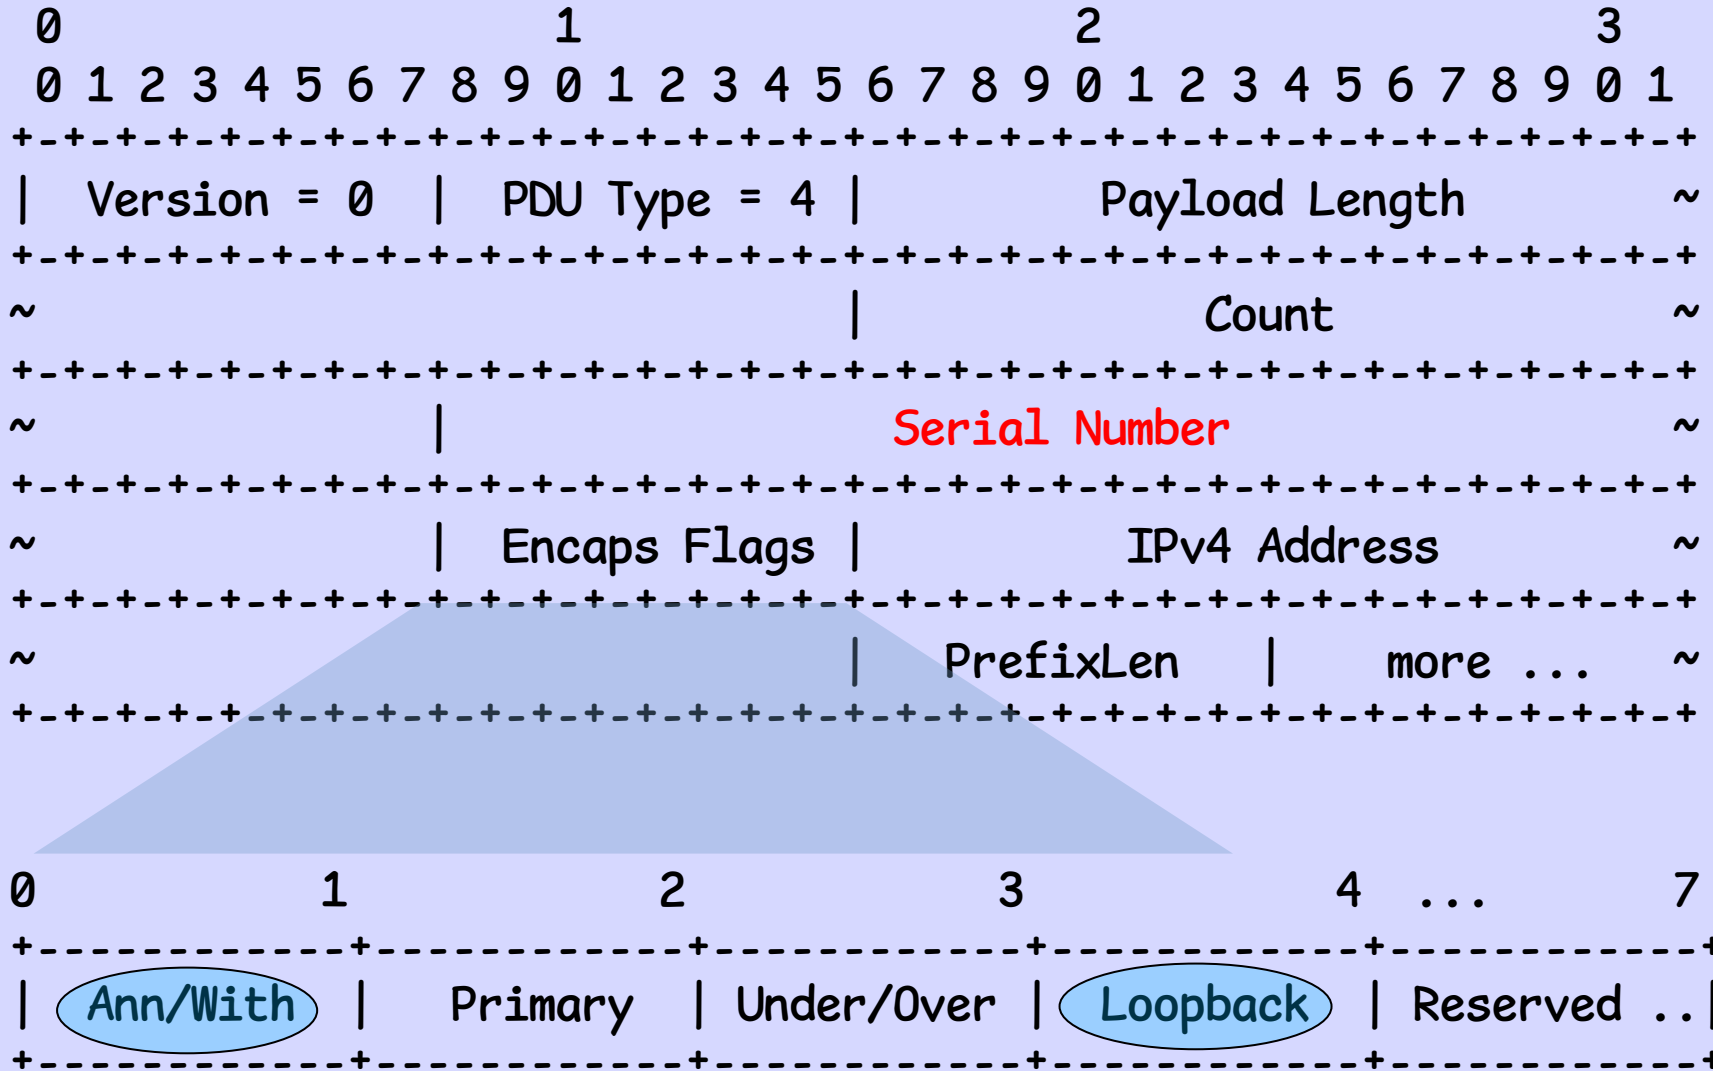 0                   1                   2                   3
0 1 2 3 4 5 6 7 8 9 0 1 2 3 4 5 6 7 8 9 0 1 2 3 4 5 6 7 8 9 0 1
+-+-+-+-+-+-+-+-+-+-+-+-+-+-+-+-+-+-+-+-+-+-+-+-+-+-+-+-+-+-+-+-+
|  Version = 0  |  PDU Type = 4 |         Payload Length        ~
+-+-+-+-+-+-+-+-+-+-+-+-+-+-+-+-+-+-+-+-+-+-+-+-+-+-+-+-+-+-+-+-+
~                               |             Count             ~
+-+-+-+-+-+-+-+-+-+-+-+-+-+-+-+-+-+-+-+-+-+-+-+-+-+-+-+-+-+-+-+-+
~               |                 Serial Number                 ~
+-+-+-+-+-+-+-+-+-+-+-+-+-+-+-+-+-+-+-+-+-+-+-+-+-+-+-+-+-+-+-+-+
~               |  Encaps Flags |          IPv4 Address         ~
+-+-+-+-+-+-+-+-+-+-+-+-+-+-+-+-+-+-+-+-+-+-+-+-+-+-+-+-+-+-+-+-+
~                               |   PrefixLen   |    more ...   ~
+-+-+-+-+-+-+-+-+-+-+-+-+-+-+-+-+-+-+-+-+-+-+-+-+-+-+-+-+-+-+-+-+
0           1            2            3            4  ...       7
+------------+------------+------------+------------+------------+
|  Ann/With  |   Primary  | Under/Over |  Loopback  | Reserved ..|
+------------+------------+------------+------------+------------+